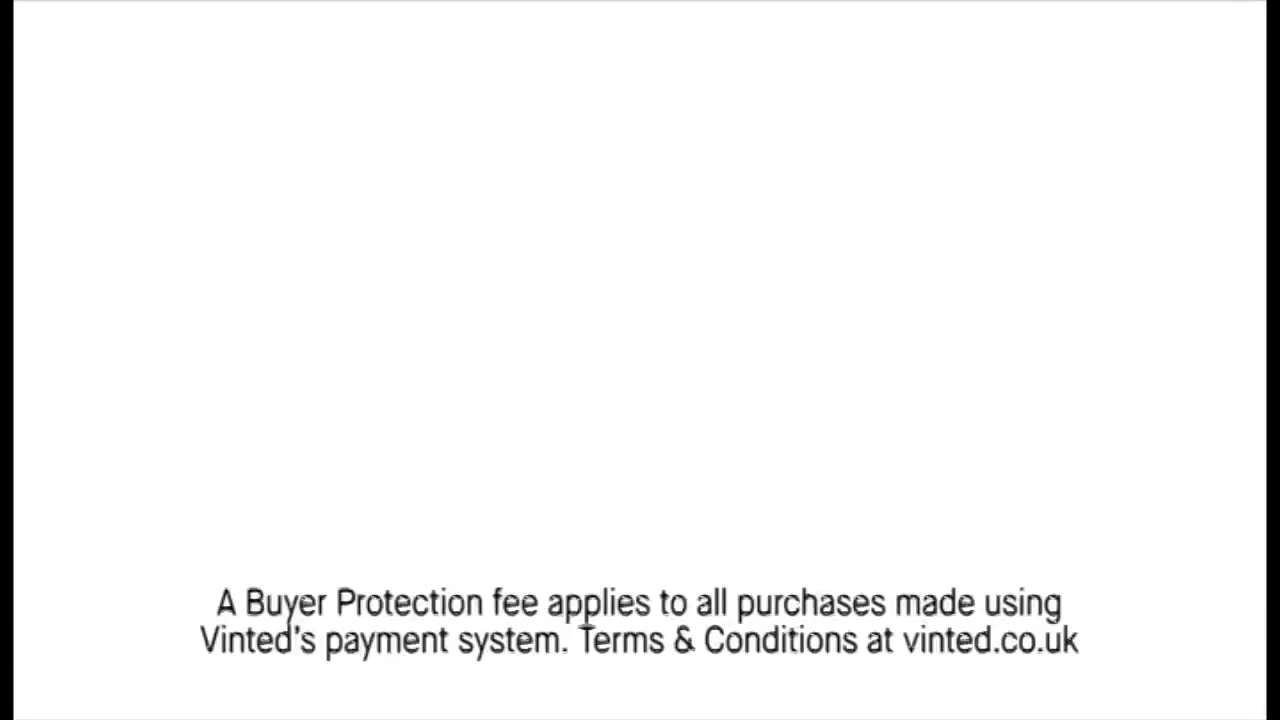 A Buyer Protection fee applies to all purchases made using
Vinted's payment system. Terms & Conditions at vinted.co.uk